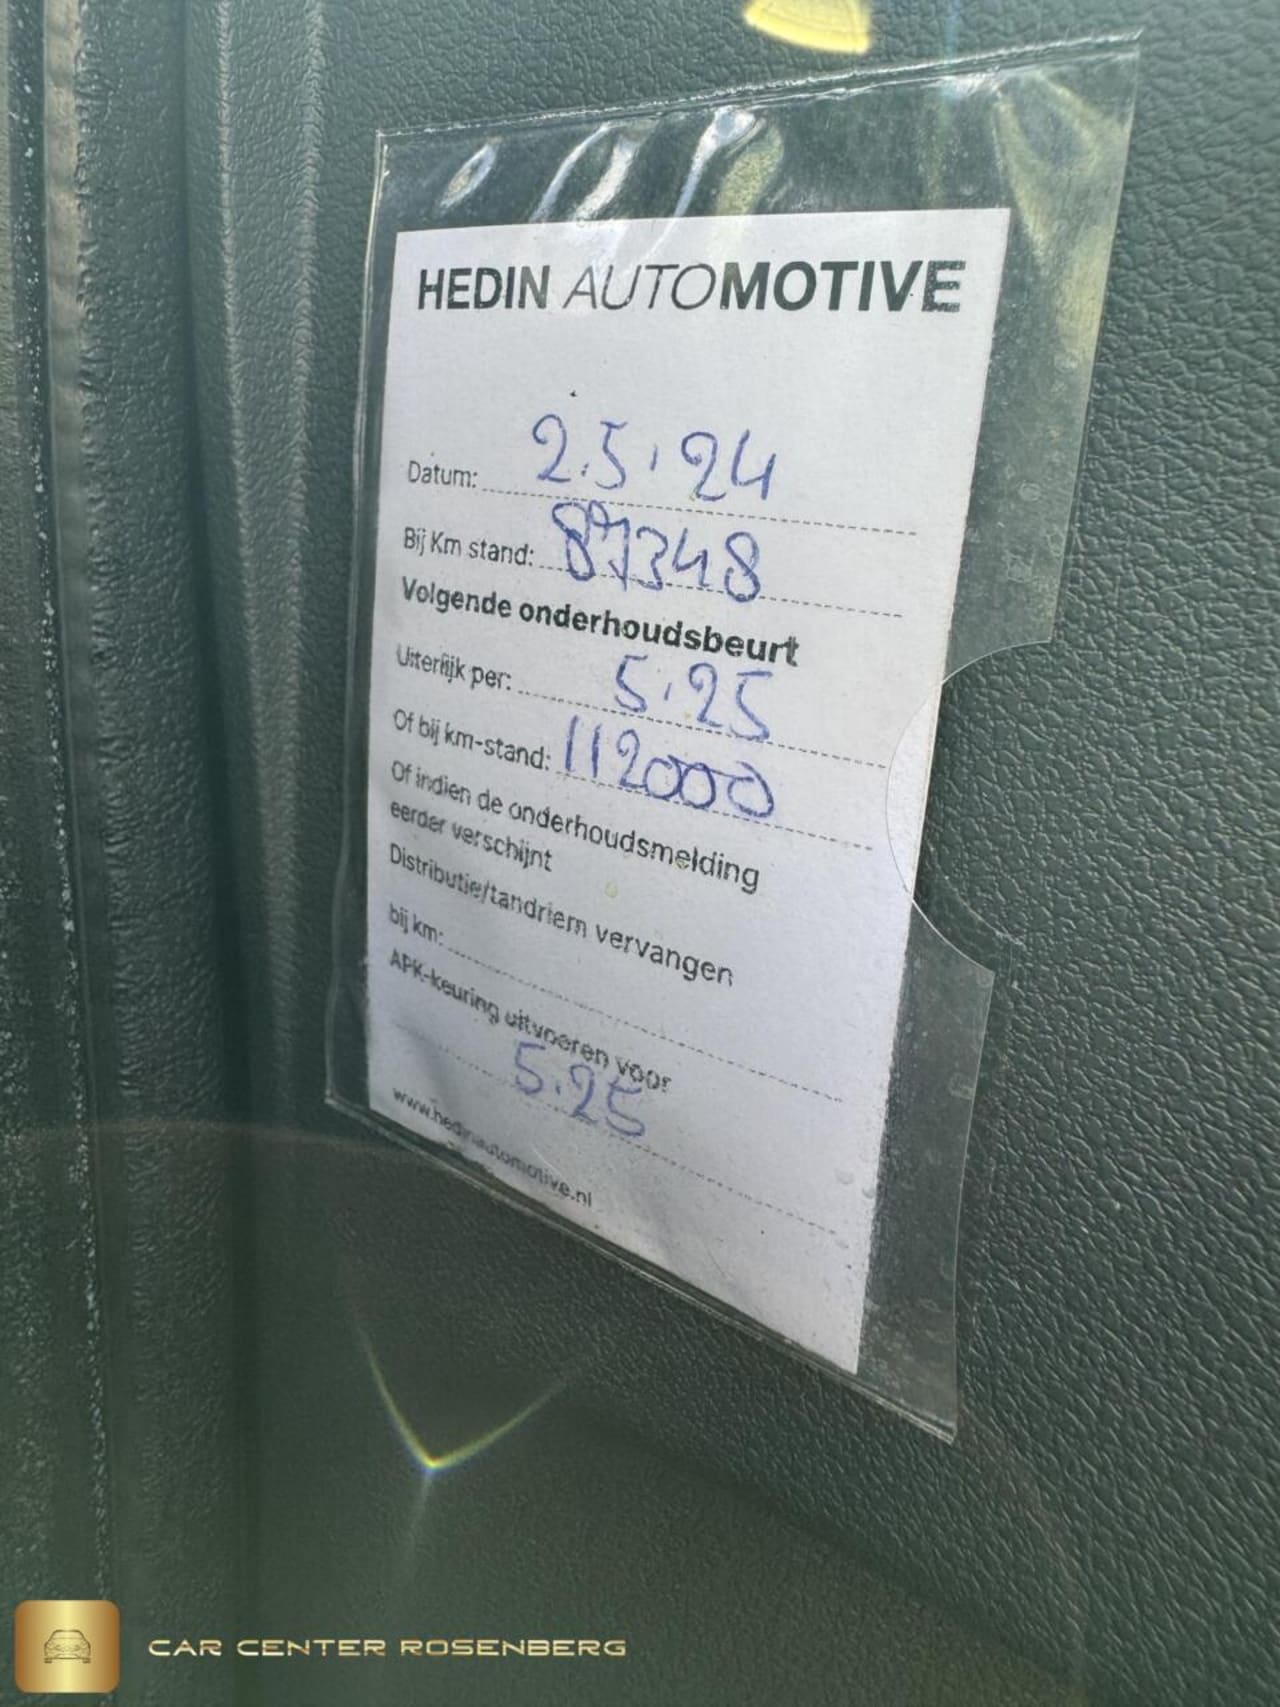 HEDIN AUTOMOTIVE
Datum: 2.5.24
Bij Km stand: 87348
Volgende onderhoudsbeurt
Uiterlijk per: 5.25
Of bij km-stand: 112000
Of indien de onderhoudsmelding
eerder verschijnt
Distributie/tandriem vervangen
bij km:
APK-keuring uitvoeren voor
5.25
www.hedinautomotive.nl
CAR CENTER ROSENBERG